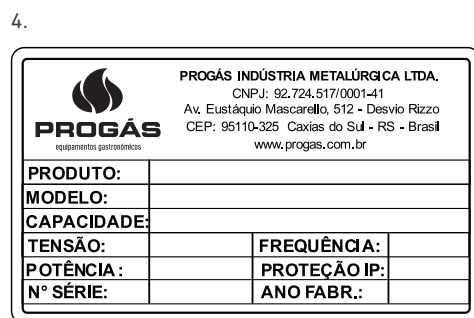 4.
PROGÁS
equipamentos gastronômicos
PROGÁS INDÚSTRIA METALÚRGICA LTDA.
CNPJ: 92.724.517/0001-41
Av. Eustáquio Mascarello, 512 - Desvio Rizzo
CEP: 95110-325 Caxias do Sul - RS - Brasil
www.progas.com.br
PRODUTO:
MODELO:
CAPACIDADE:
TENSÃO: FREQUÊNCIA:
POTÊNCIA: PROTEÇÃO IP:
N° SÉRIE: ANO FABR.: